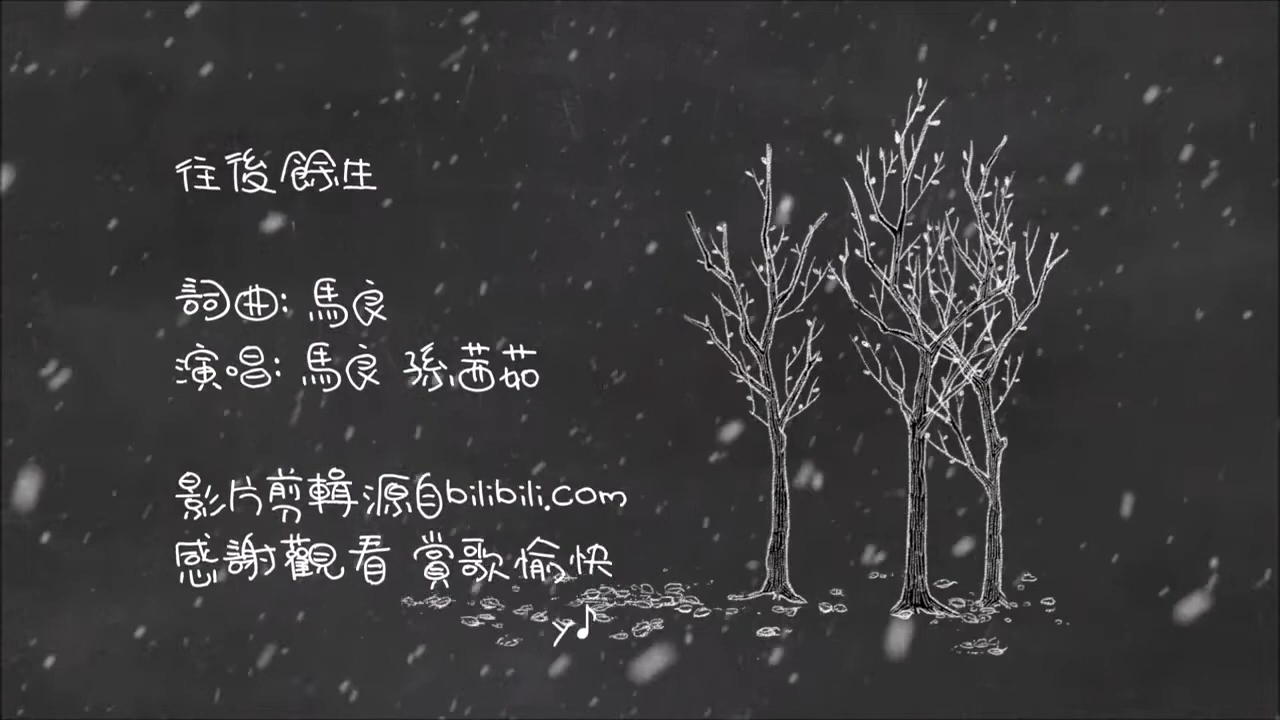 往後餘生
詞曲: 馬良
演唱: 馬良 孫茜茹
影片剪輯源自bilibili.com
感謝觀看 賞歌愉快
y♪